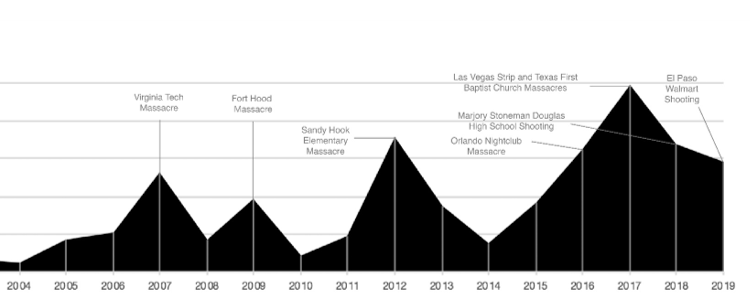 Las Vegas Strip and Texas First
Baptist Church Massacres
El Paso
Walmart
Shooting
Virginia Tech
Massacre
Fort Hood
Massacre
Marjory Stoneman Douglas
High School Shooting
Sandy Hook
Elementary
Massacre
Orlando Nightclub
Massacre
2004 2005 2006 2007 2008 2009 2010 2011 2012 2013 2014 2015 2016 2017 2018 2019